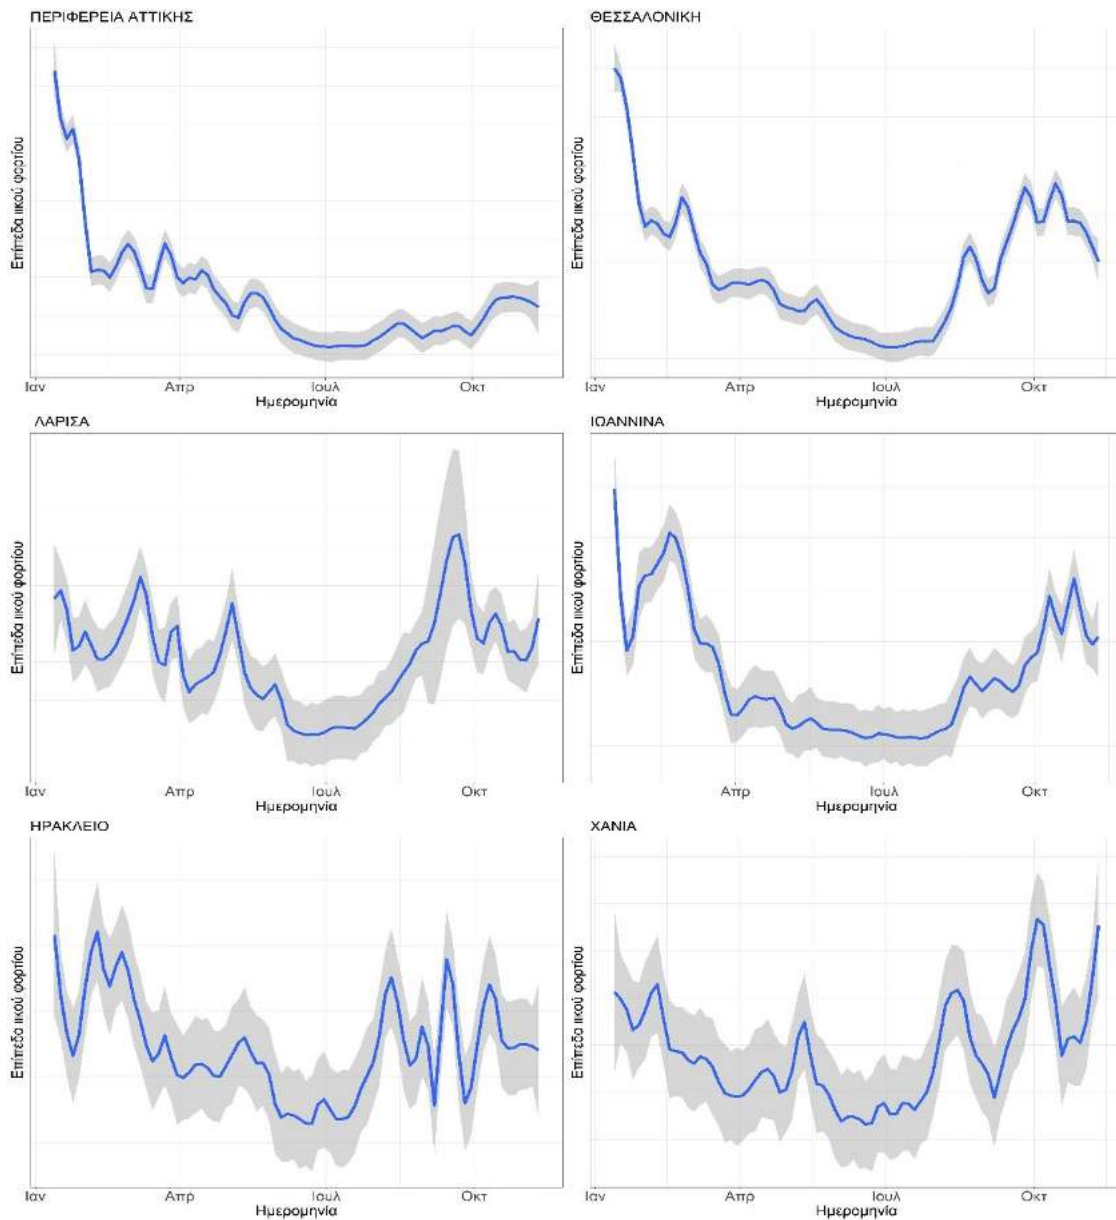 ΠΕΡΙΦΕΡΕΙΑ ΑΤΤΙΚΗΣ
Επίπεδα ιικού φορτίου
Ιαν Απρ Ιουλ Οκτ
Ημερομηνία
ΘΕΣΣΑΛΟΝΙΚΗ
Επίπεδα ιικού φορτίου
Ιαν Απρ Ιουλ Οκτ
Ημερομηνία
ΛΑΡΙΣΑ
Επίπεδα ιικού φορτίου
Ιαν Απρ Ιουλ Οκτ
Ημερομηνία
ΙΩΑΝΝΙΝΑ
Επίπεδα ιικού φορτίου
Απρ Ιουλ Οκτ
Ημερομηνία
ΗΡΑΚΛΕΙΟ
Επίπεδα ιικού φορτίου
Ιαν Απρ Ιουλ Οκτ
Ημερομηνία
ΧΑΝΙΑ
Επίπεδα ιικού φορτίου
Ιαν Απρ Ιουλ Οκτ
Ημερομηνία